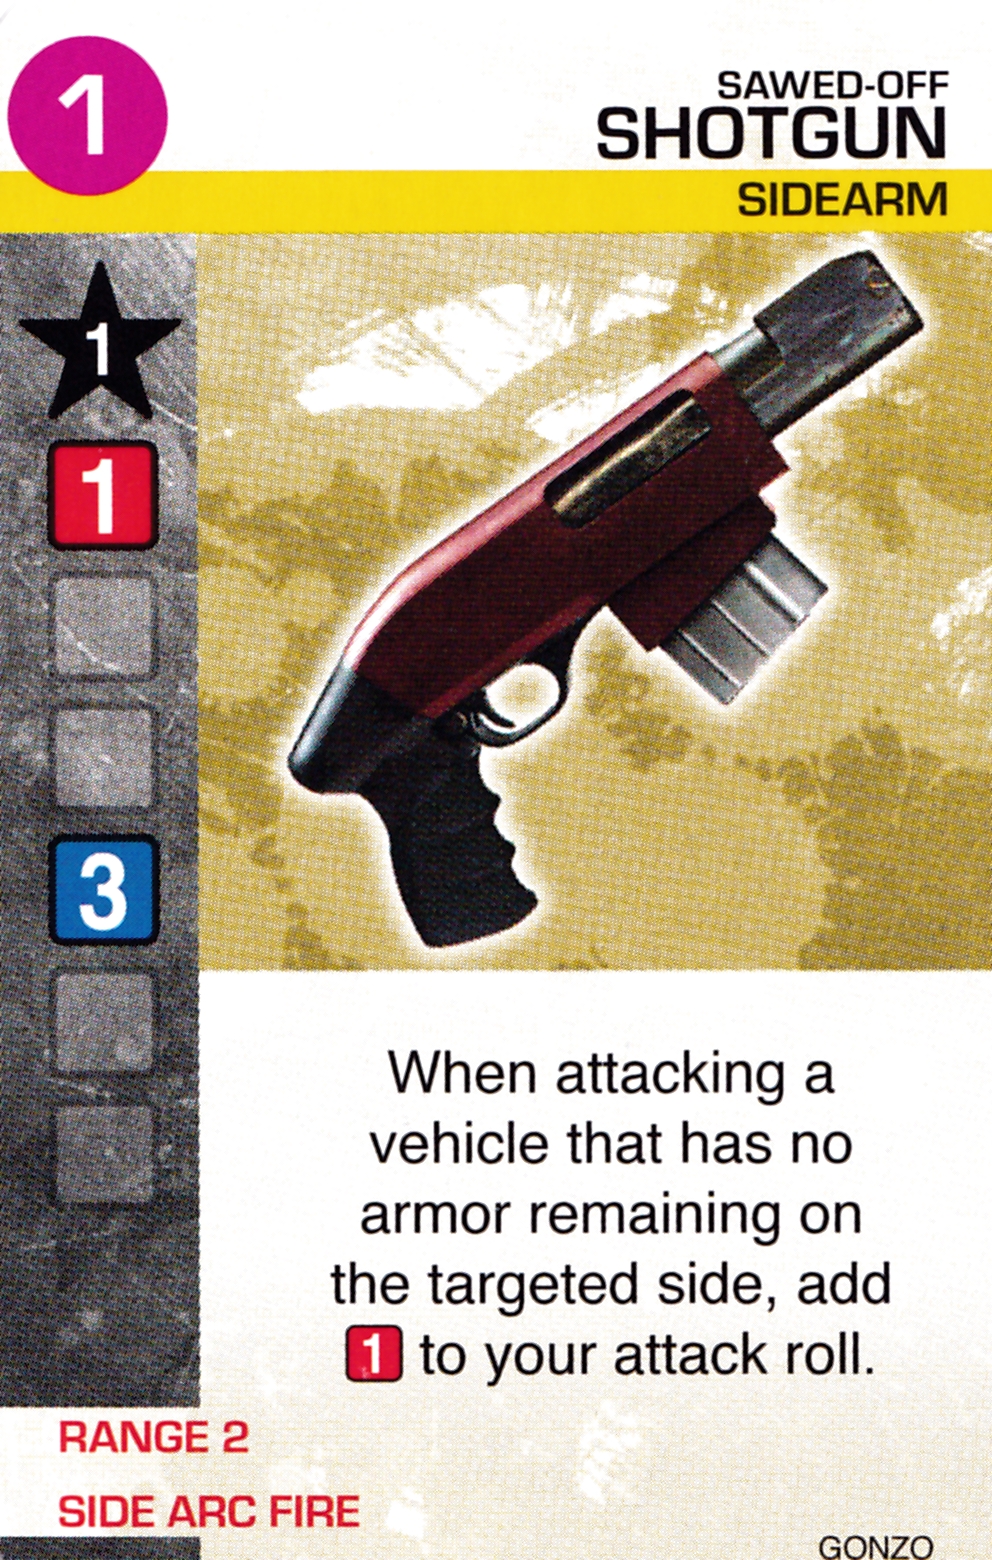 1
SAWED-OFF
SHOTGUN
SIDEARM
1
1
3
When attacking a
vehicle that has no
armor remaining on
the targeted side, add
1 to your attack roll.
RANGE 2
SIDE ARC FIRE
GONZO